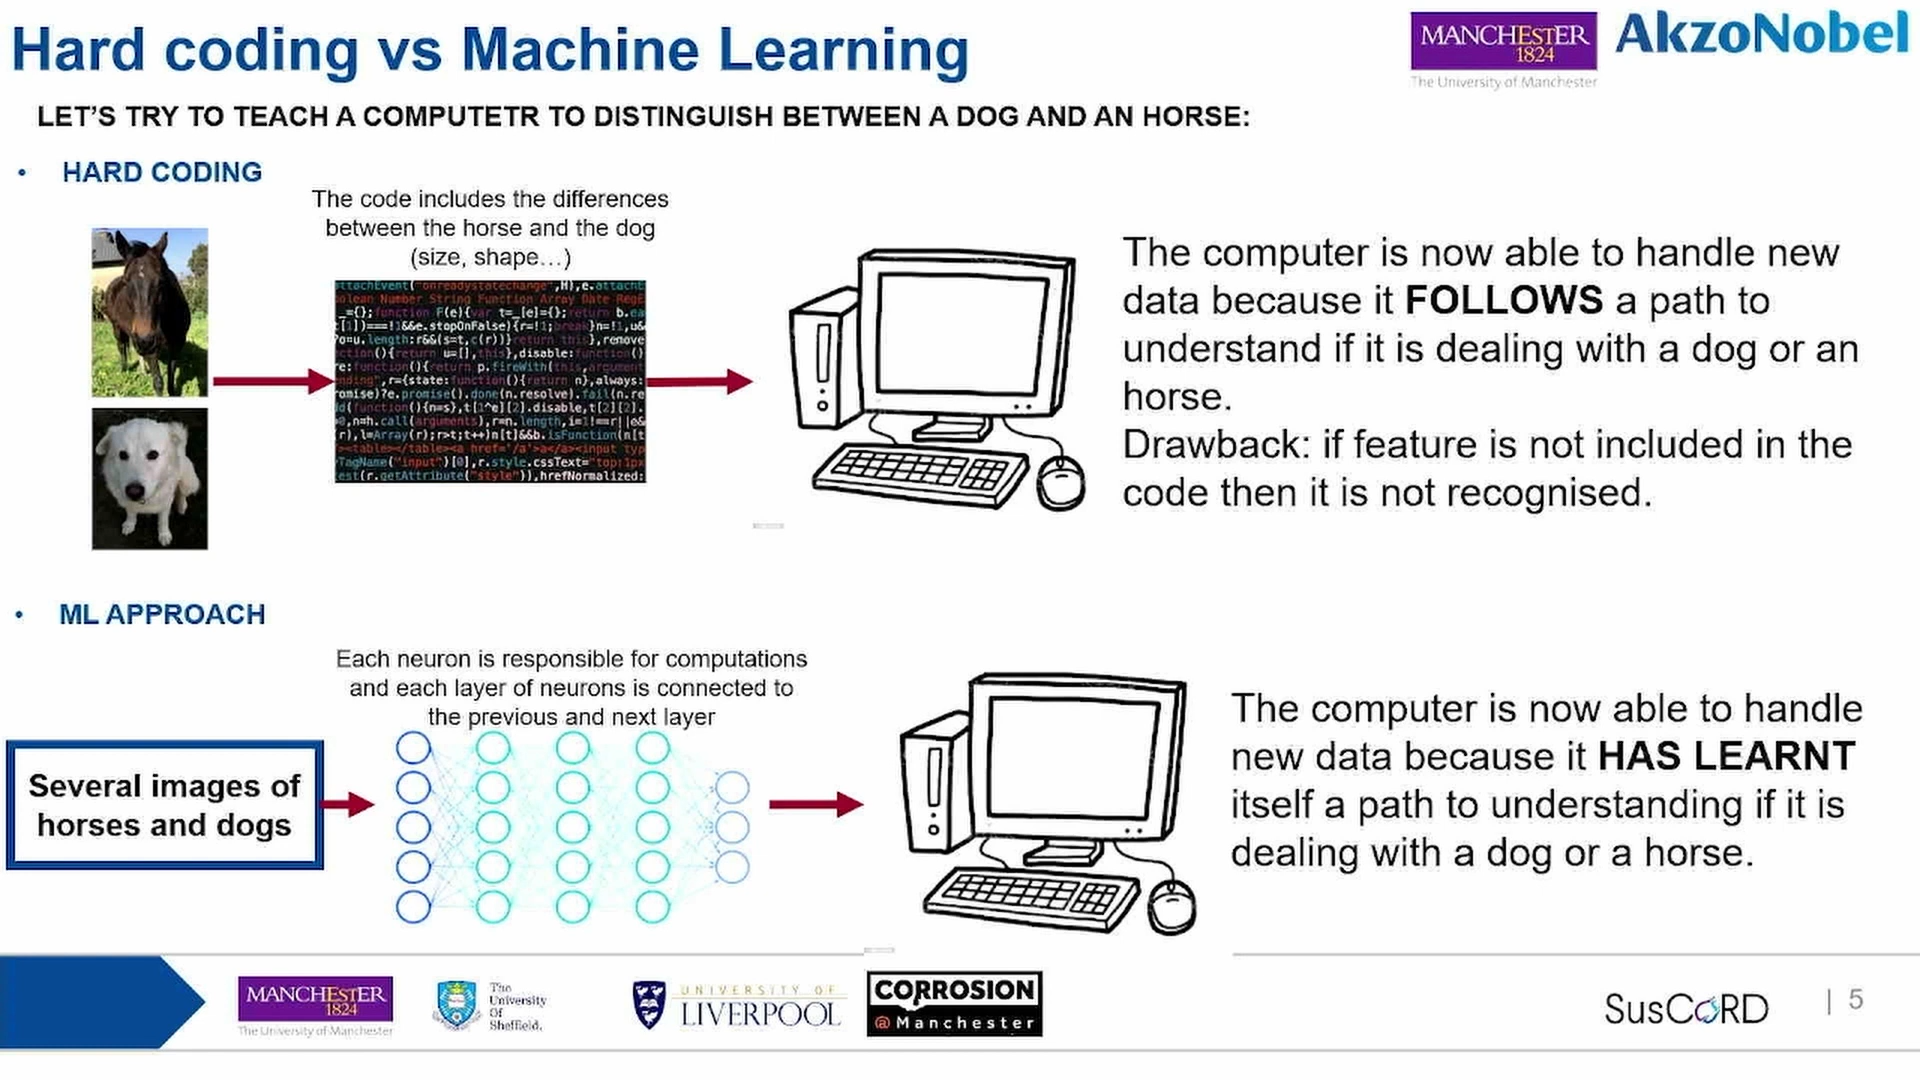 Hard coding vs Machine Learning
MANCHESTER
1824
The University of Manchester
AkzoNobel
LET’S TRY TO TEACH A COMPUTETR TO DISTINGUISH BETWEEN A DOG AND AN HORSE:
• HARD CODING
The code includes the differences
between the horse and the dog
(size, shape…)
The computer is now able to handle new
data because it FOLLOWS a path to
understand if it is dealing with a dog or an
horse.
Drawback: if feature is not included in the
code then it is not recognised.
• ML APPROACH
Each neuron is responsible for computations
and each layer of neurons is connected to
the previous and next layer
Several images of
horses and dogs
The computer is now able to handle
new data because it HAS LEARNT
itself a path to understanding if it is
dealing with a dog or a horse.
MANCHESTER
1824
The University of Manchester
The
University
Of
Sheffield.
UNIVERSITY OF
LIVERPOOL
CORROSION
@Manchester
SusCoRD
| 5